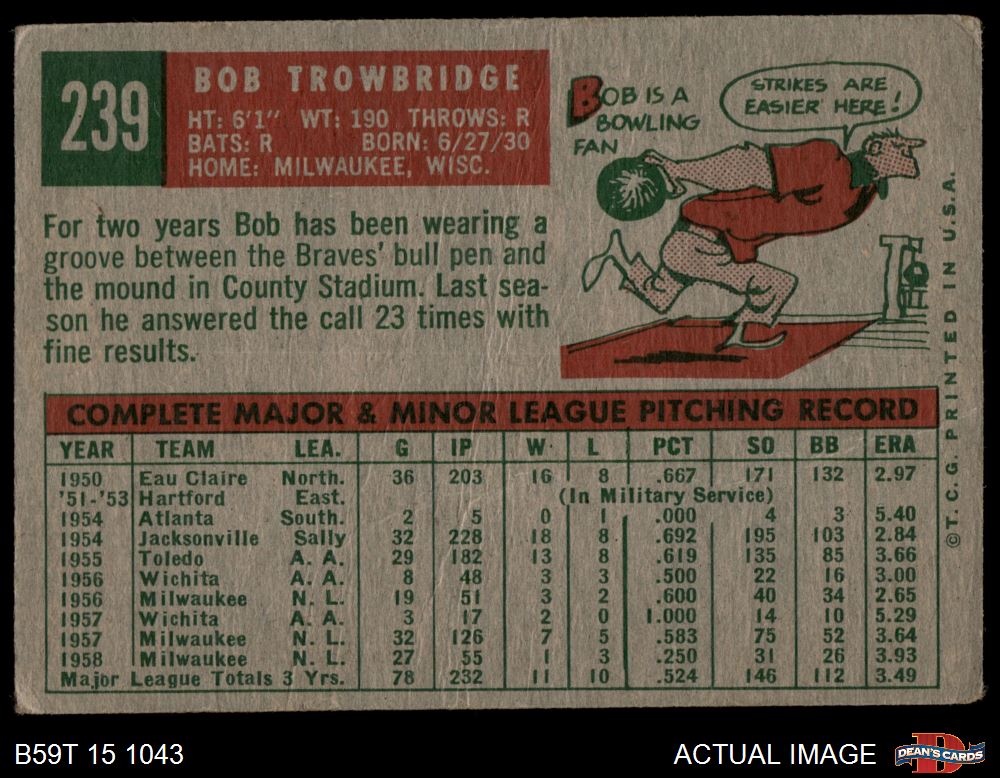 239
BOB TROWBRIDGE
HT: 6'1" WT: 190 THROWS: R
BATS: R BORN: 6/27/30
HOME: MILWAUKEE, WISC.
For two years Bob has been wearing a
groove between the Braves' bull pen and
the mound in County Stadium. Last sea-
son he answered the call 23 times with
fine results.
BOB IS A
BOWLING
FAN
STRIKES ARE
EASIER HERE!
COMPLETE MAJOR & MINOR LEAGUE PITCHING RECORD
YEAR TEAM LEA. G IP W L PCT SO BB ERA
1950 Eau Claire North. 36 203 16 8 .667 171 132 2.97
'51-'53 Hartford East. (In Military Service)
1954 Atlanta South. 2 5 0 1 .000 4 3 5.40
1954 Jacksonville Sally 32 228 18 8 .692 195 103 2.84
1955 Toledo A. A. 29 182 13 8 .619 135 85 3.66
1956 Wichita A. A. 8 48 3 3 .500 22 16 3.00
1956 Milwaukee N. L. 19 51 3 2 .600 40 34 2.65
1957 Wichita A. A. 3 17 2 0 1.000 14 10 5.29
1957 Milwaukee N. L. 32 126 7 5 .583 75 52 3.64
1958 Milwaukee N. L. 27 55 1 3 .250 31 26 3.93
Major League Totals 3 Yrs. 78 232 11 10 .524 146 112 3.49
©T. C. G. PRINTED IN U.S.A.
B59T 15 1043
ACTUAL IMAGE
DEAN'S CARDS